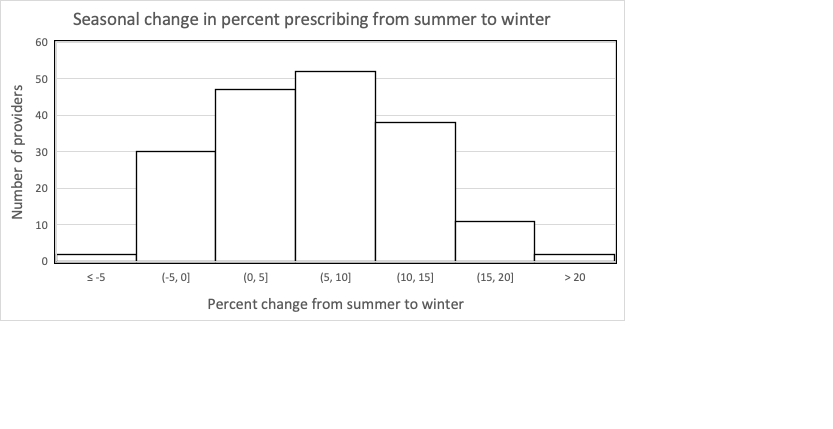 Seasonal change in percent prescribing from summer to winter
60
50
40
30
20
10
0
Number of providers
≤ -5 (-5, 0] (0, 5] (5, 10] (10, 15] (15, 20] > 20
Percent change from summer to winter